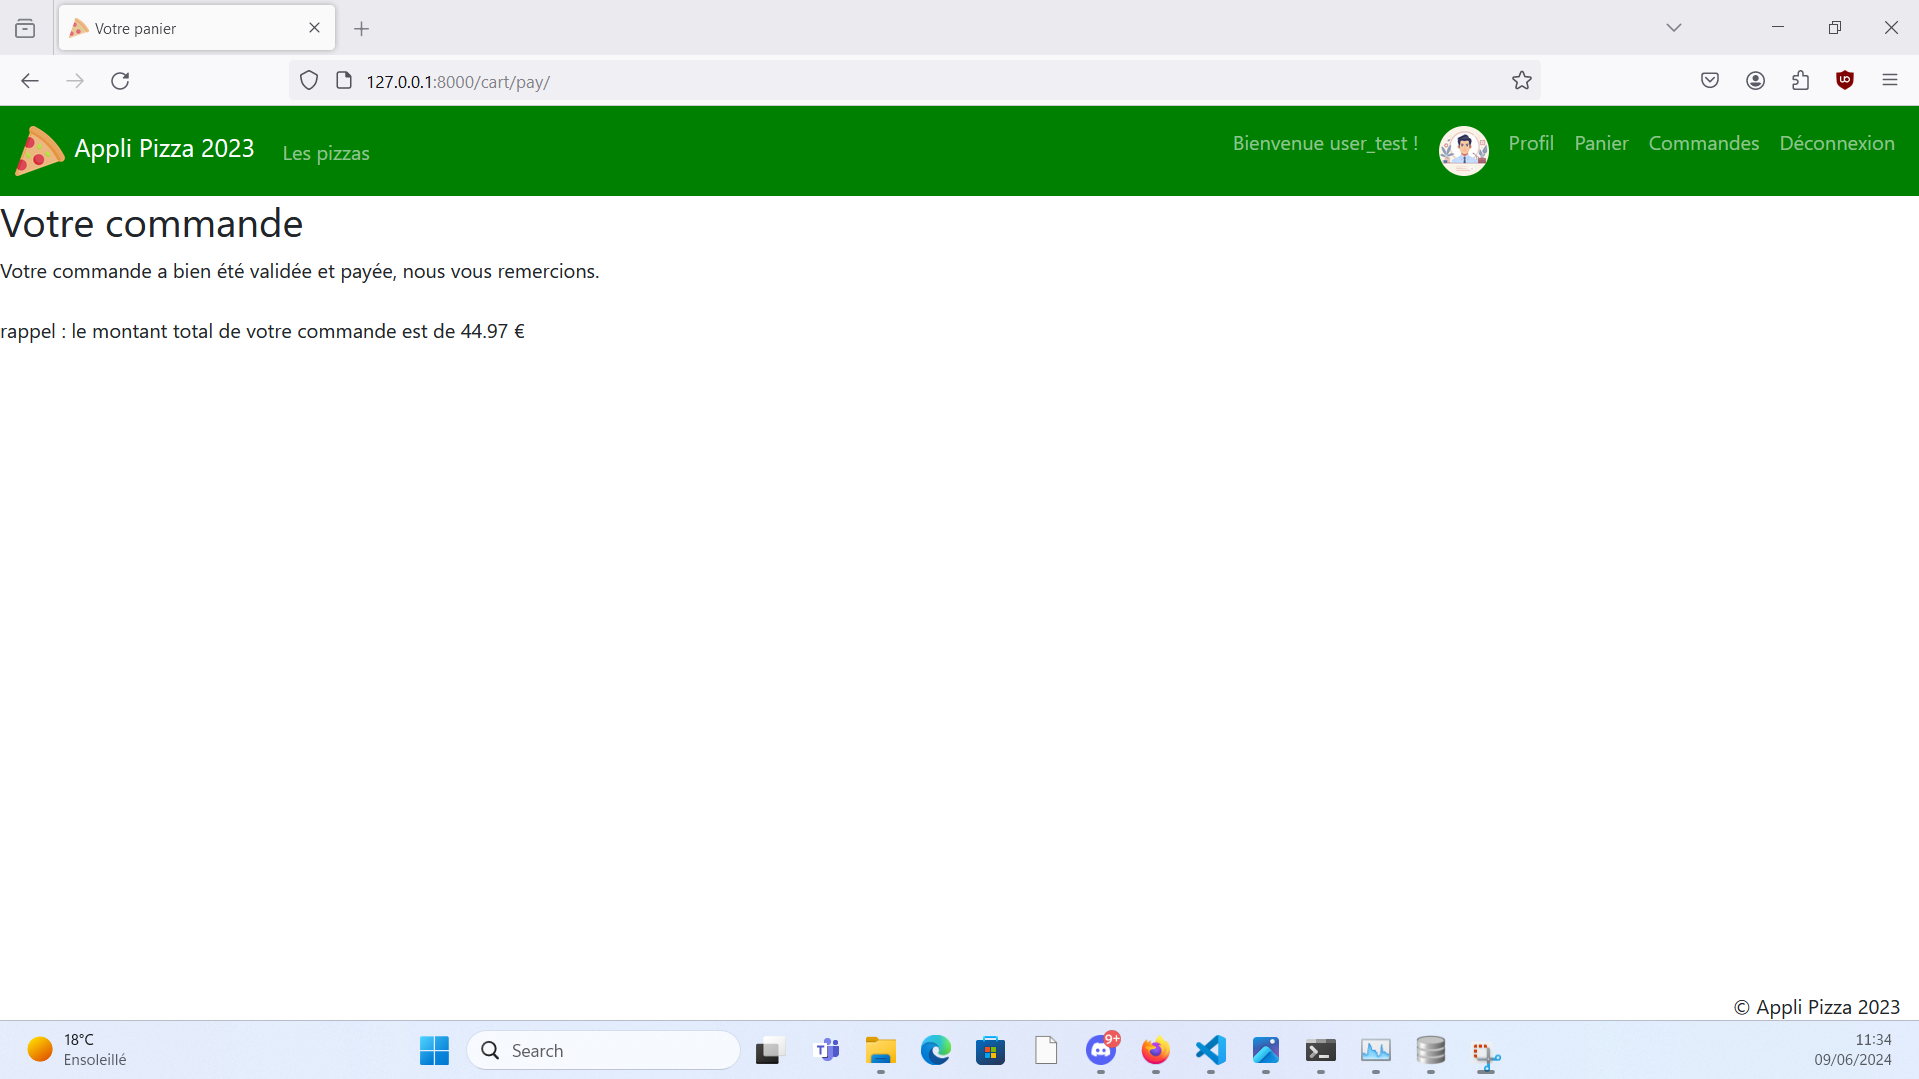 Votre panier
127.0.0.1:8000/cart/pay/
Appli Pizza 2023
Les pizzas
Bienvenue user_test !
Profil
Panier
Commandes
Déconnexion
Votre commande
Votre commande a bien été validée et payée, nous vous remercions.
rappel : le montant total de votre commande est de 44.97 €
© Appli Pizza 2023
18°C
Ensoleillé
Search
9+
11:34
09/06/2024